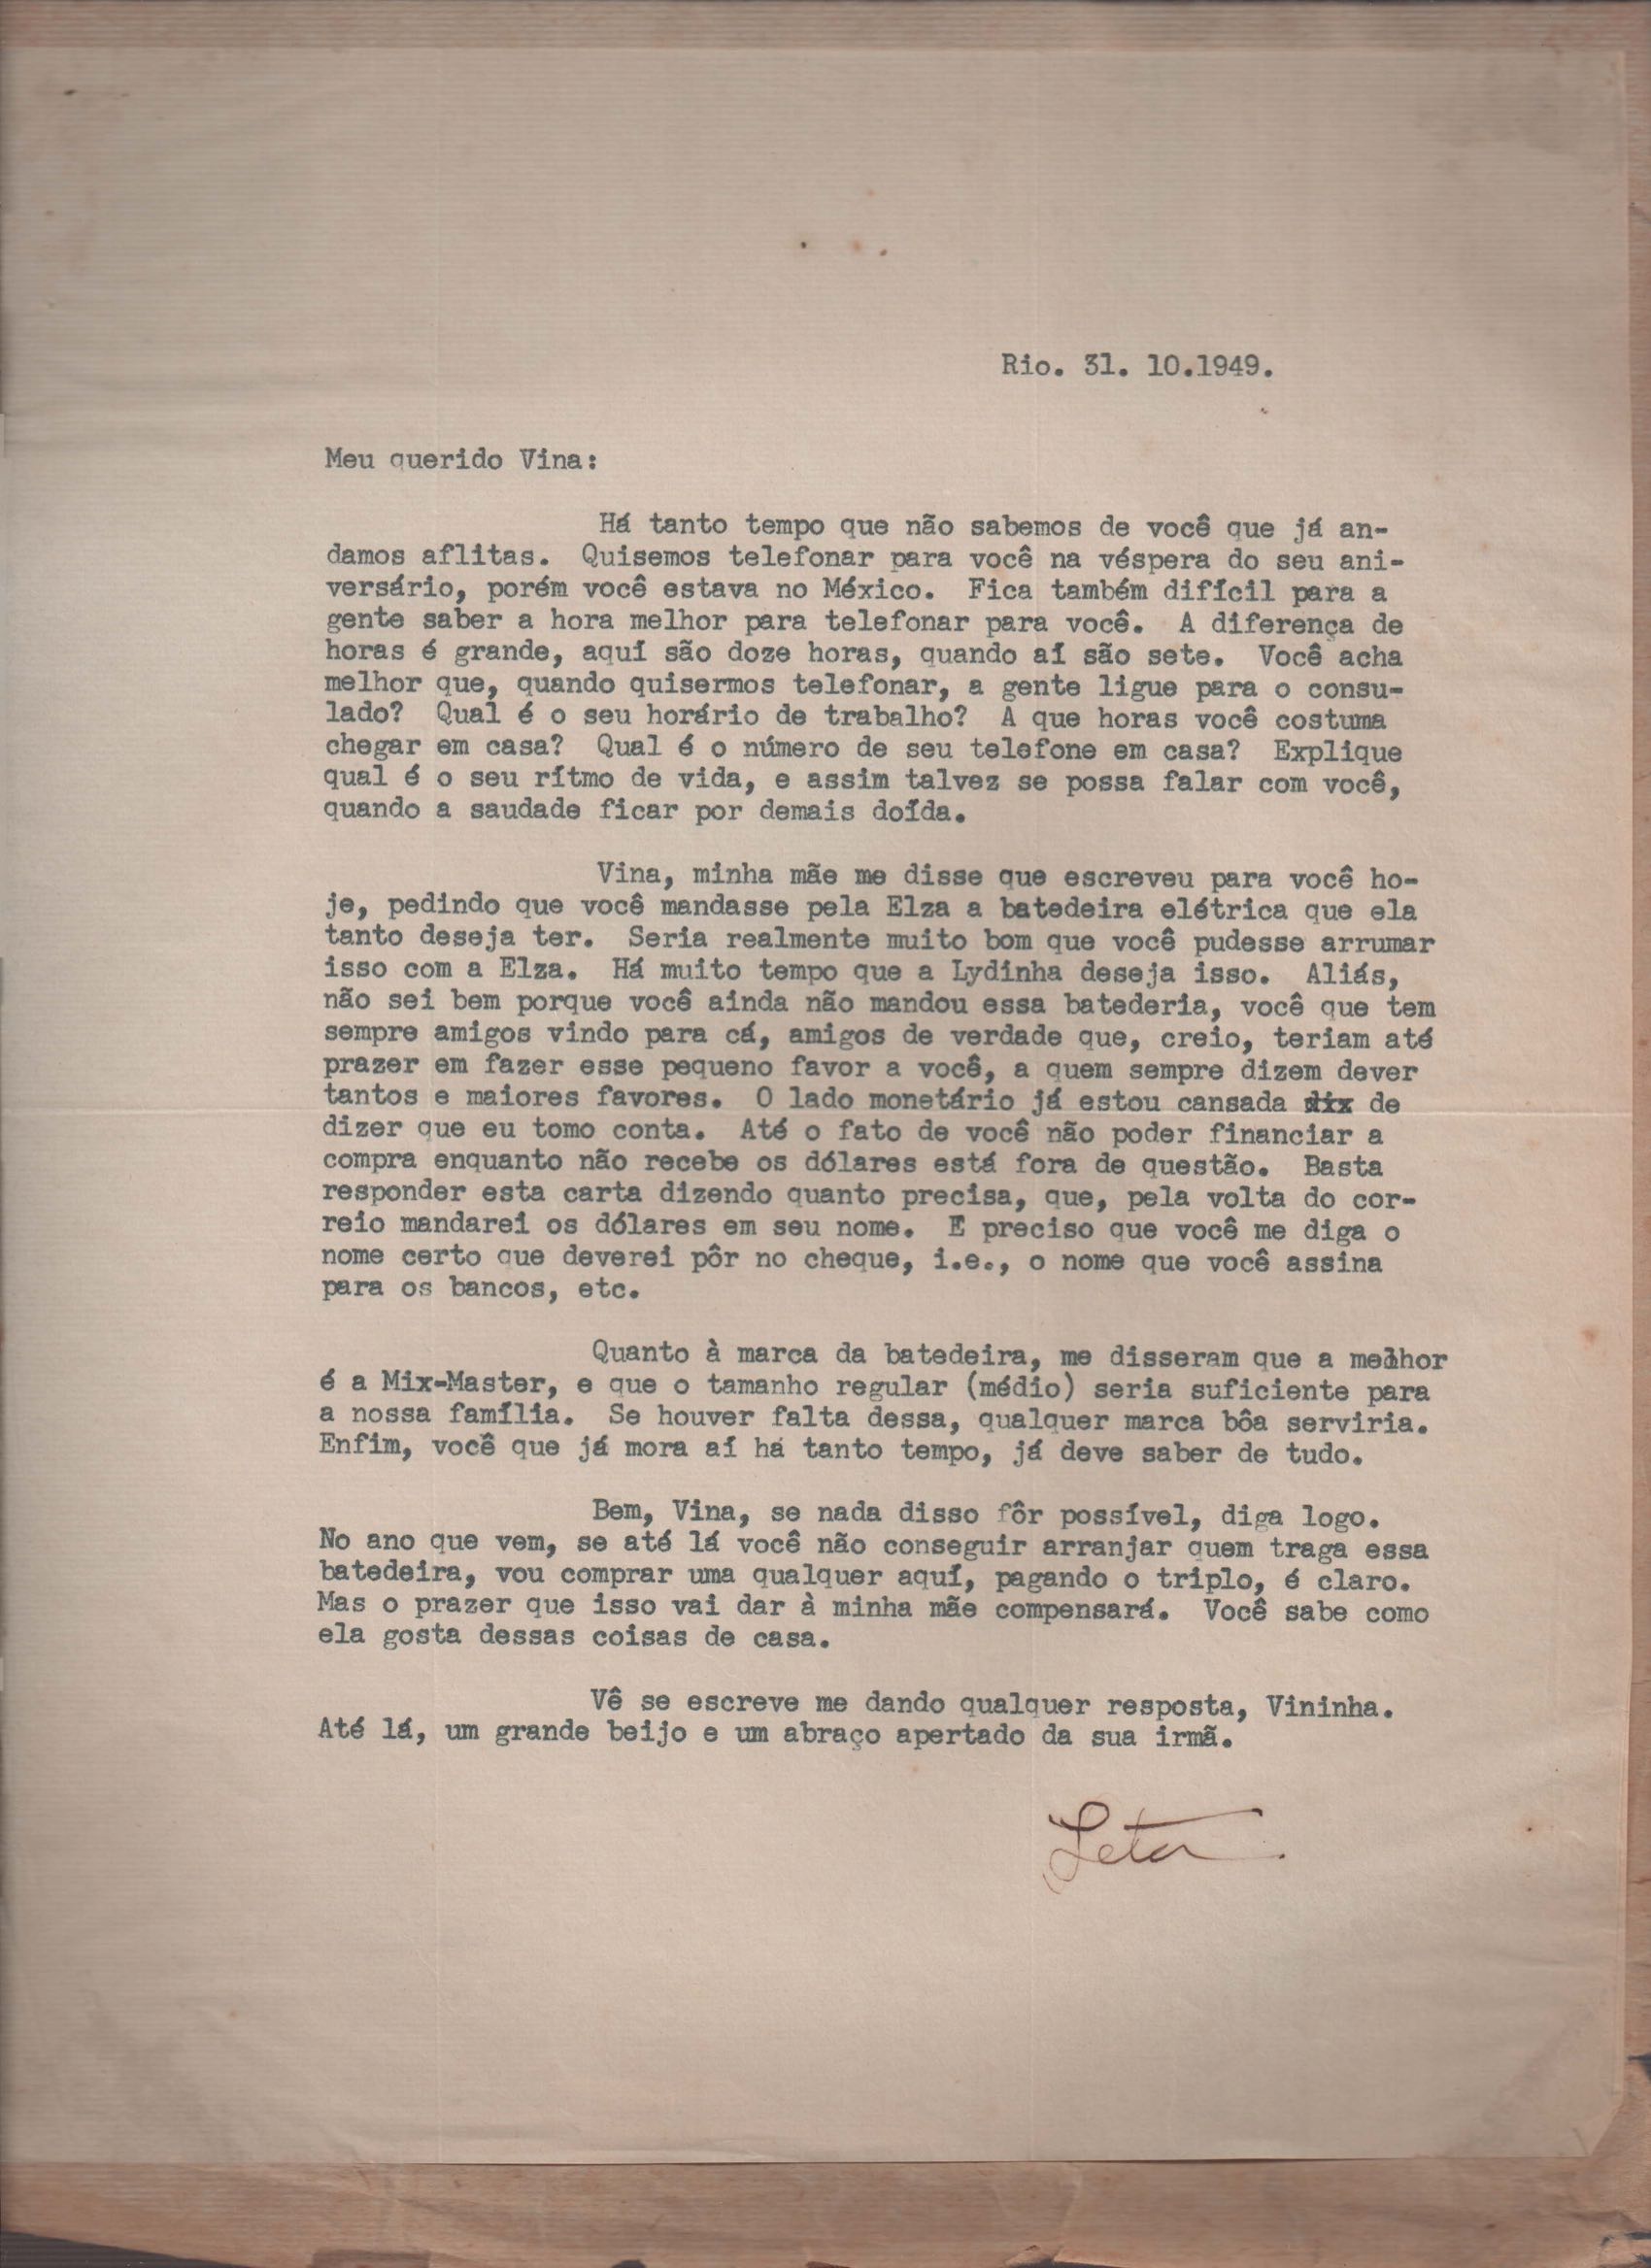 Rio. 31. 10.1949.
Meu querido Vina:
Há tanto tempo que não sabemos de você que já an-
damos aflitas. Quisemos telefonar para você na véspera do seu ani-
versário, porém você estava no México. Fica também difícil para a
gente saber a hora melhor para telefonar para você. A diferença de
horas é grande, aquí são doze horas, quando aí são sete. Você acha
melhor que, quando quisermos telefonar, a gente ligue para o consu-
lado? Qual é o seu horário de trabalho? A que horas você costuma
chegar em casa? Qual é o número de seu telefone em casa? Explique
qual é o seu rítmo de vida, e assim talvez se possa falar com você,
quando a saudade ficar por demais doída.
Vina, minha mãe me disse que escreveu para você ho-
je, pedindo que você mandasse pela Elza a batedeira elétrica que ela
tanto deseja ter. Seria realmente muito bom que você pudesse arrumar
isso com a Elza. Há muito tempo que a Lydinha deseja isso. Aliás,
não sei bem porque você ainda não mandou essa batederia, você que tem
sempre amigos vindo para cá, amigos de verdade que, creio, teriam até
prazer em fazer esse pequeno favor a você, a quem sempre dizem dever
tantos e maiores favores. O lado monetário já estou cansada de
dizer que eu tomo conta. Até o fato de você não poder financiar a
compra enquanto não recebe os dólares está fora de questão. Basta
responder esta carta dizendo quanto precisa, que, pela volta do cor-
reio mandarei os dólares em seu nome. E preciso que você me diga o
nome certo que deverei pôr no cheque, i.e., o nome que você assina
para os bancos, etc.
Quanto à marca da batedeira, me disseram que a melhor
é a Mix-Master, e que o tamanho regular (médio) seria suficiente para
a nossa família. Se houver falta dessa, qualquer marca bôa serviria.
Enfim, você que já mora aí há tanto tempo, já deve saber de tudo.
Bem, Vina, se nada disso fôr possível, diga logo.
No ano que vem, se até lá você não conseguir arranjar quem traga essa
batedeira, vou comprar uma qualquer aquí, pagando o triplo, é claro.
Mas o prazer que isso vai dar à minha mãe compensará. Você sabe como
ela gosta dessas coisas de casa.
Vê se escreve me dando qualquer resposta, Vininha.
Até lá, um grande beijo e um abraço apertado da sua irmã.
Leta.